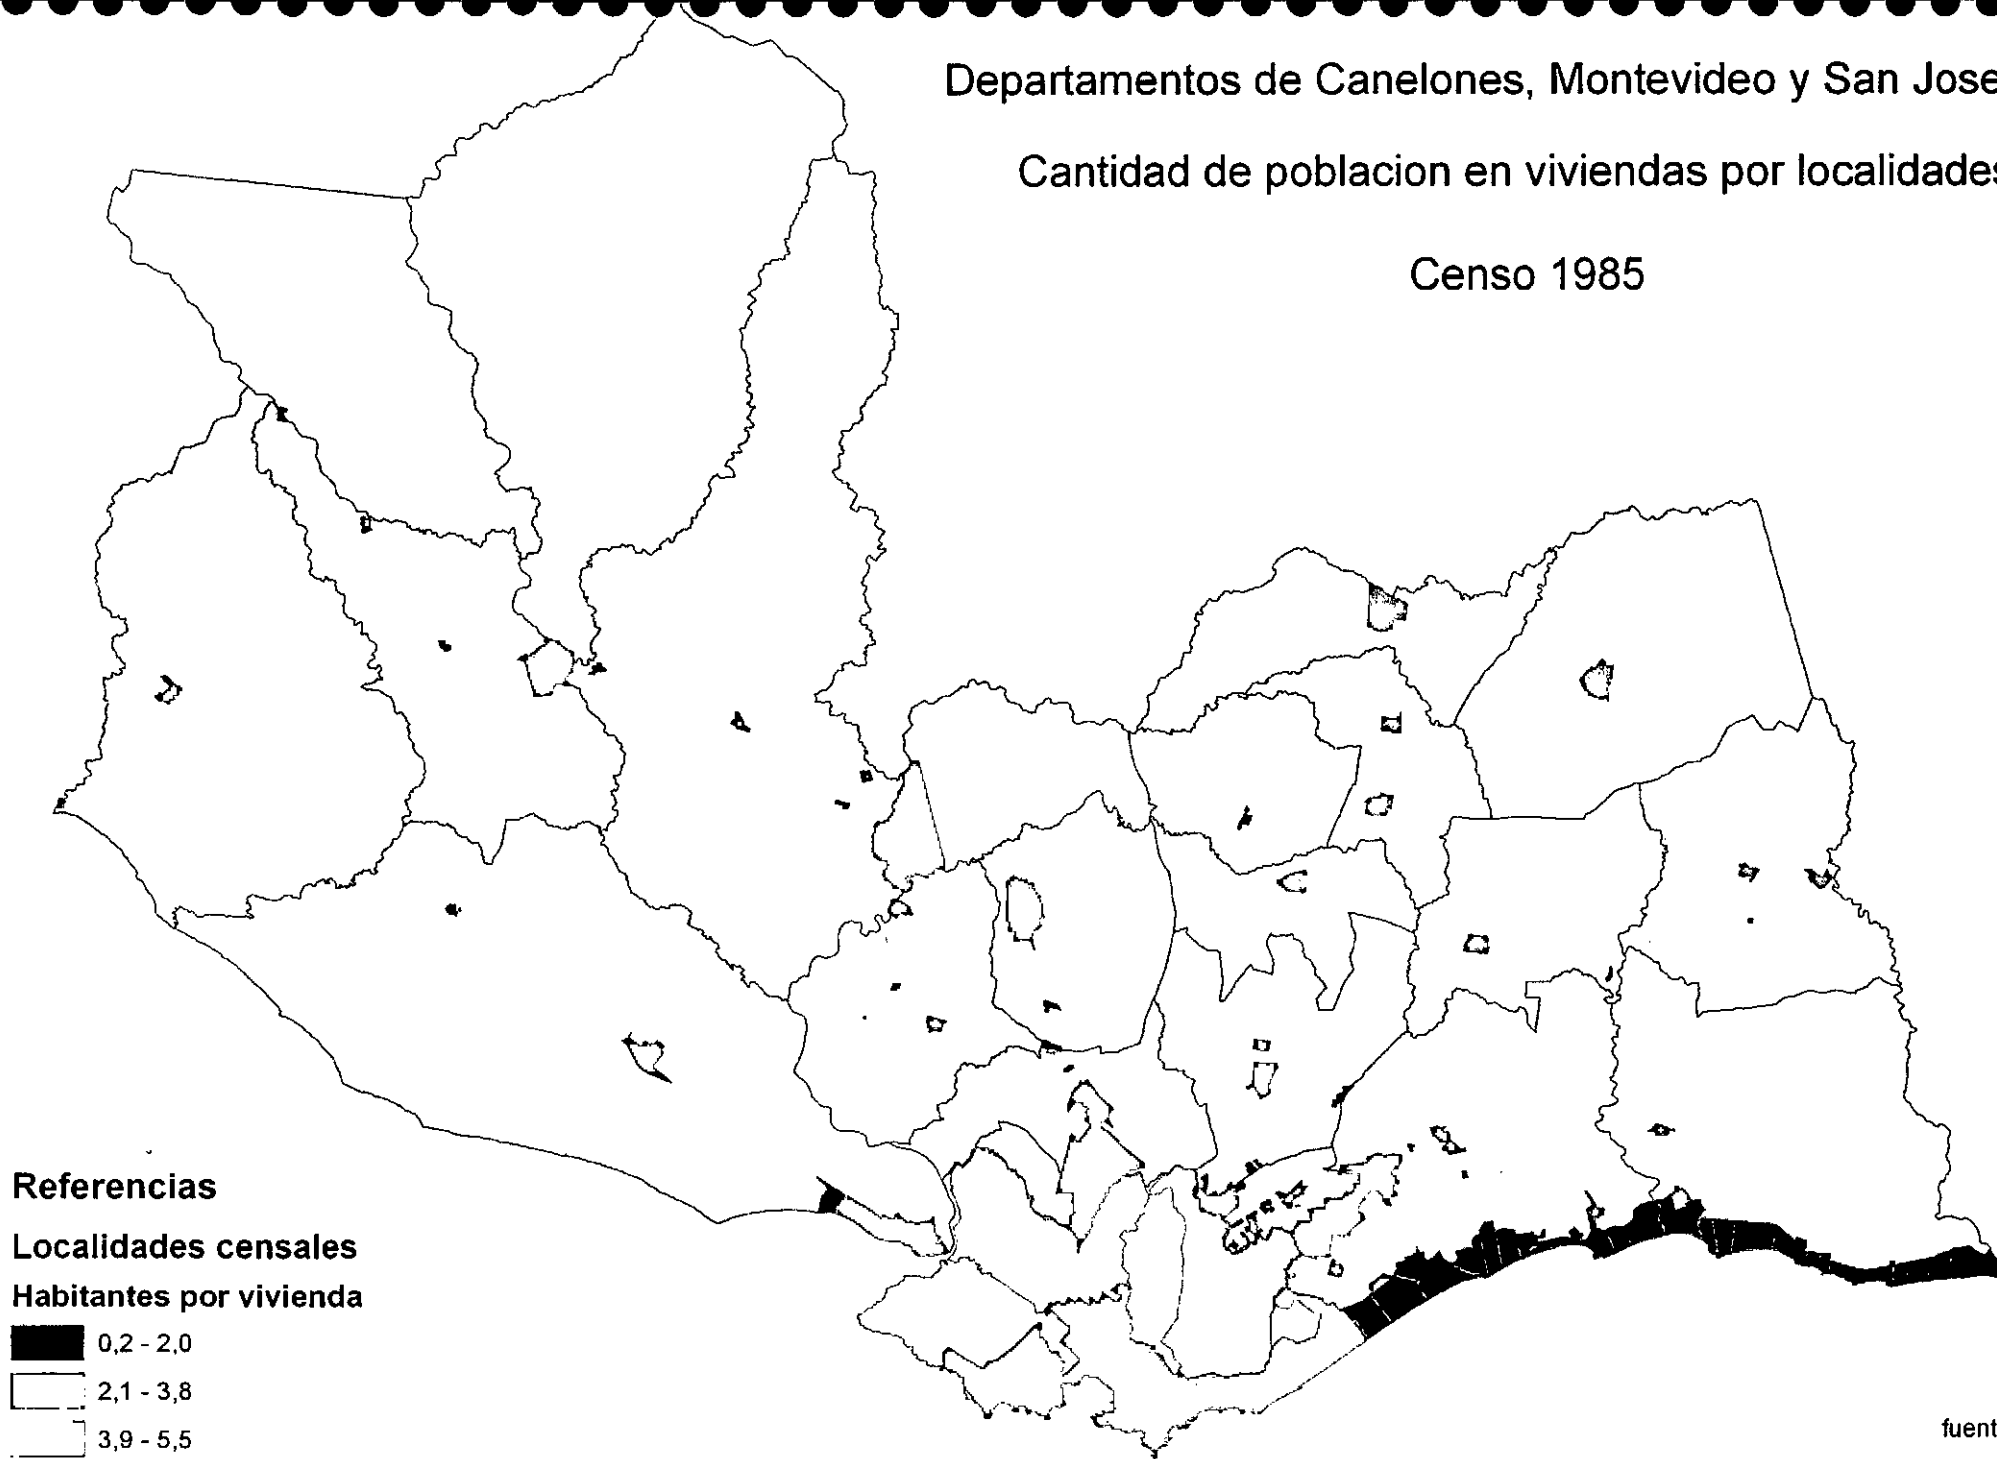 Departamentos de Canelones, Montevideo y San Jose
Cantidad de poblacion en viviendas por localidades
Censo 1985
Referencias
Localidades censales
Habitantes por vivienda
0,2 - 2,0
2,1 - 3,8
3,9 - 5,5
fuent